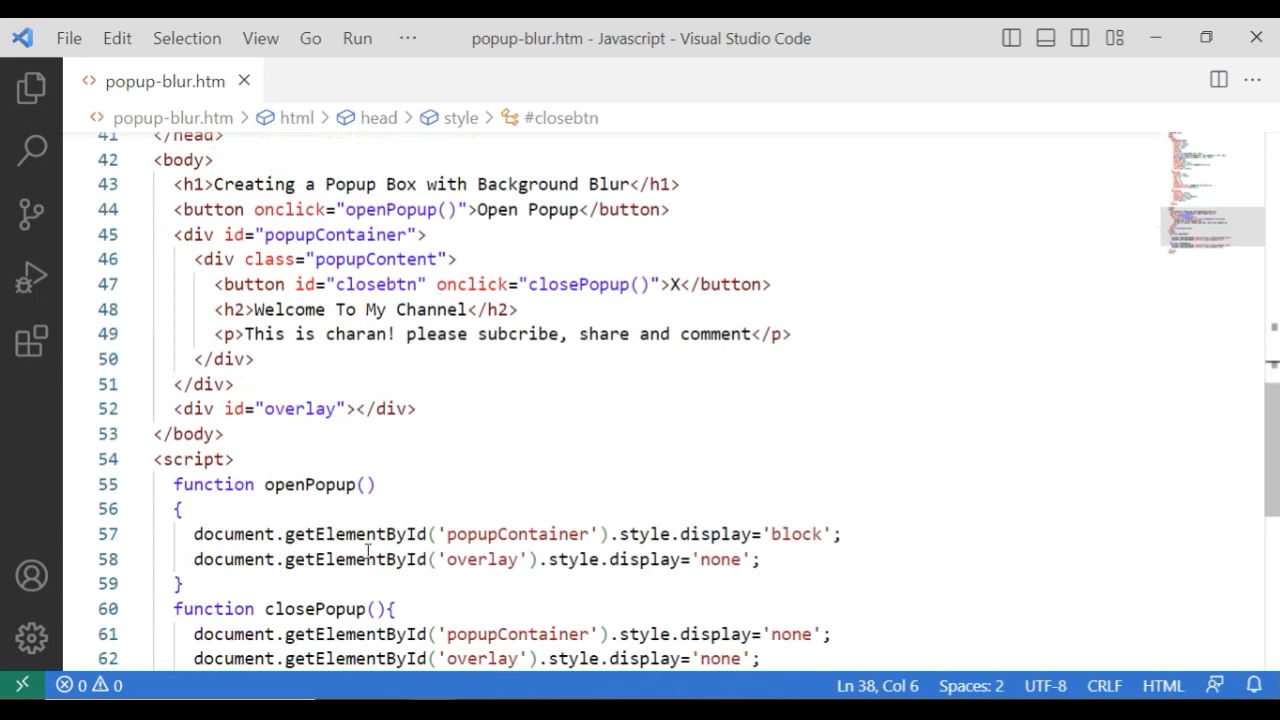 File Edit Selection View Go Run ··· popup-blur.htm - Javascript - Visual Studio Code
popup-blur.htm
popup-blur.htm > html > head > style > #closebtn
41 </head>
42 <body>
43 <h1>Creating a Popup Box with Background Blur</h1>
44 <button onclick="openPopup()">Open Popup</button>
45 <div id="popupContainer">
46 <div class="popupContent">
47 <button id="closebtn" onclick="closePopup()">X</button>
48 <h2>Welcome To My Channel</h2>
49 <p>This is charan! please subcribe, share and comment</p>
50 </div>
51 </div>
52 <div id="overlay"></div>
53 </body>
54 <script>
55 function openPopup()
56 {
57 document.getElementById('popupContainer').style.display='block';
58 document.getElementById('overlay').style.display='none';
59 }
60 function closePopup(){
61 document.getElementById('popupContainer').style.display='none';
62 document.getElementById('overlay').style.display='none';
0 0 Ln 38, Col 6 Spaces: 2 UTF-8 CRLF HTML